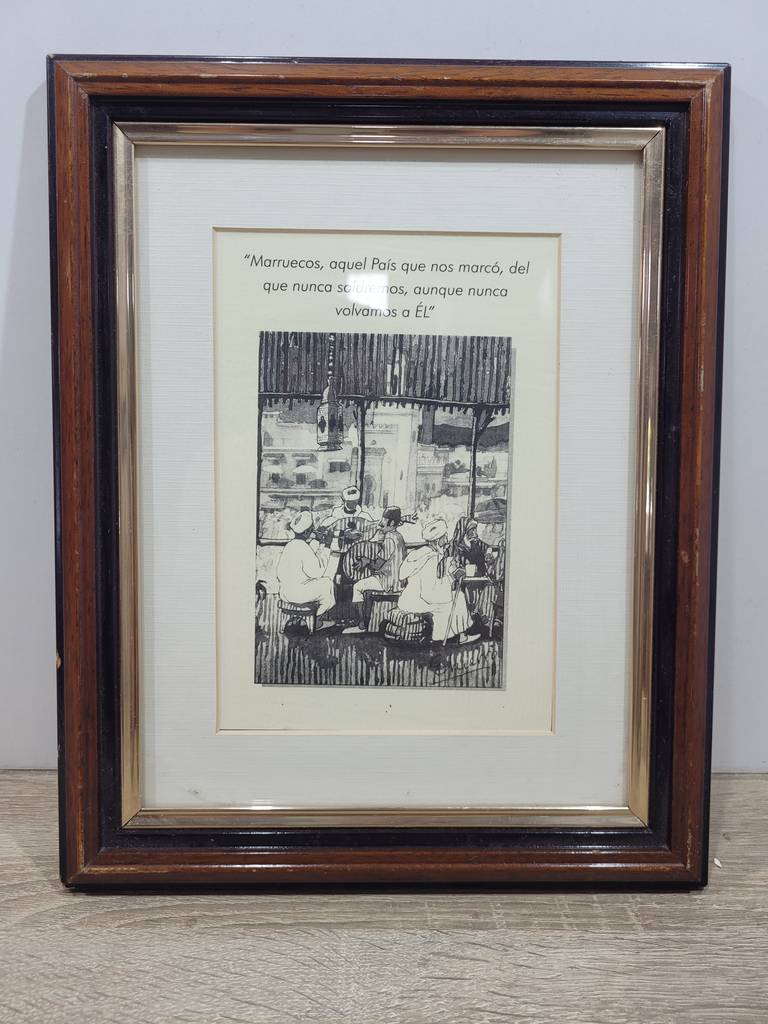 “Marruecos, aquel País que nos marcó, del
que nunca saldremos, aunque nunca
volvamos a ÉL”